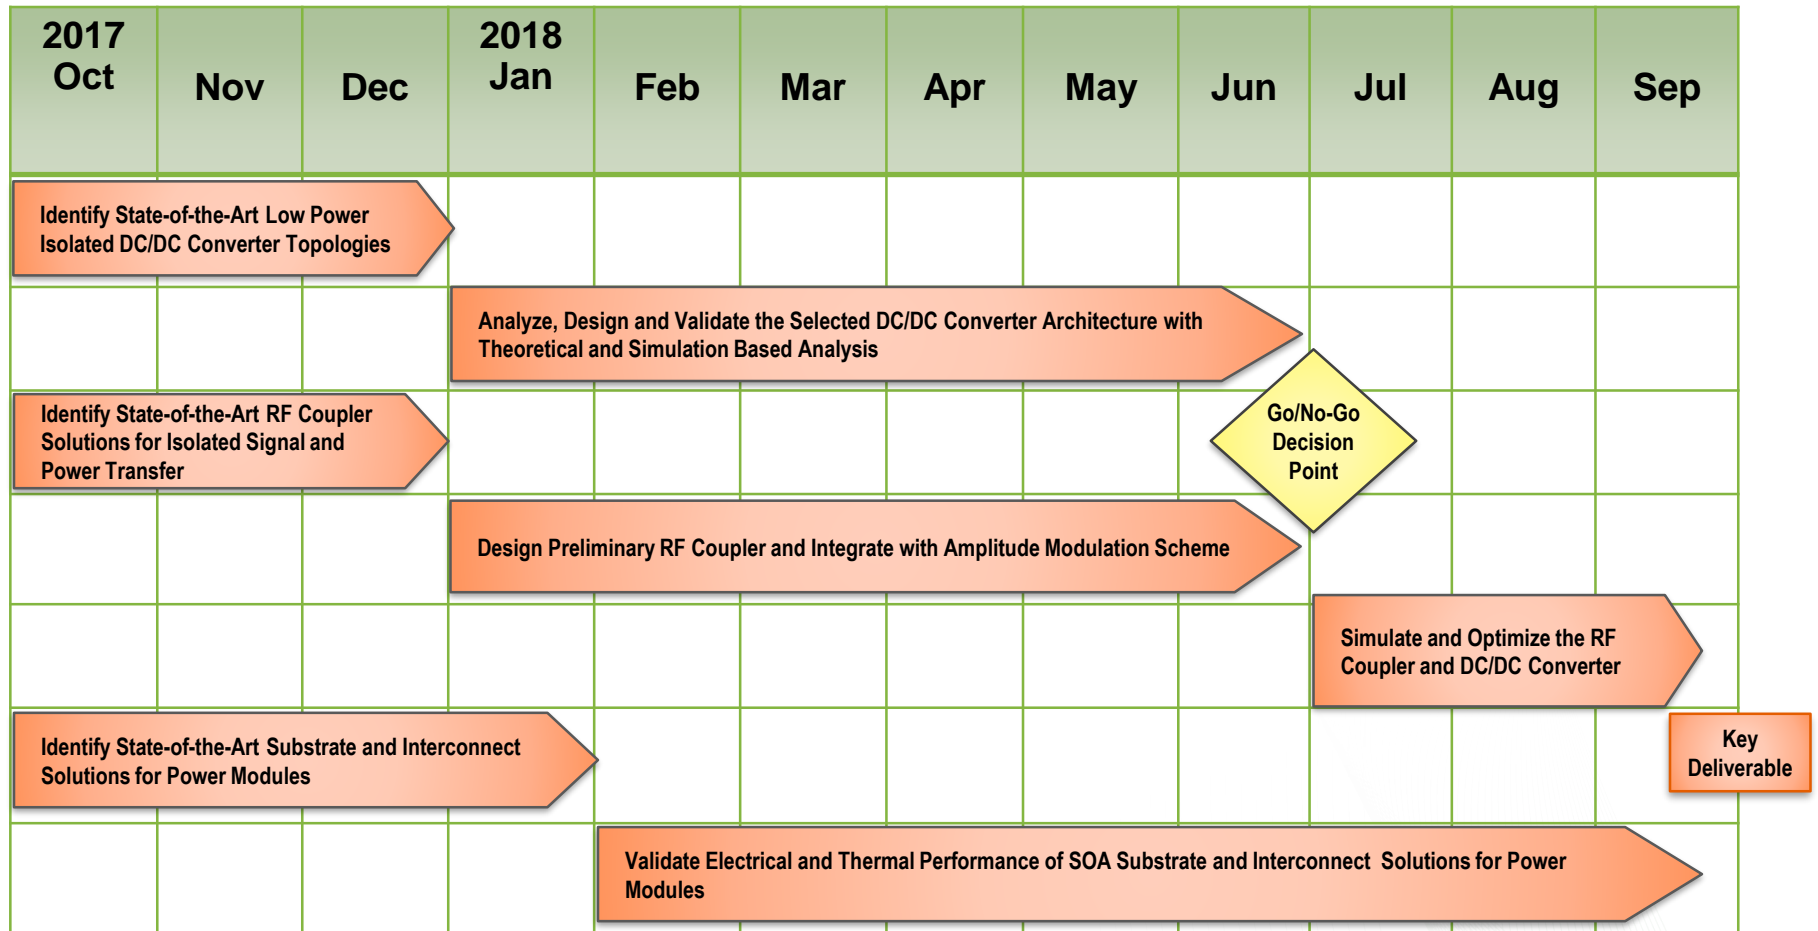 2017
Oct
Nov
Dec
2018
Jan
Feb
Mar
Apr
May
Jun
Jul
Aug
Sep
Identify State-of-the-Art Low Power
Isolated DC/DC Converter Topologies
Analyze, Design and Validate the Selected DC/DC Converter Architecture with
Theoretical and Simulation Based Analysis
Identify State-of-the-Art RF Coupler
Solutions for Isolated Signal and
Power Transfer
Go/No-Go
Decision
Point
Design Preliminary RF Coupler and Integrate with Amplitude Modulation Scheme
Simulate and Optimize the RF
Coupler and DC/DC Converter
Identify State-of-the-Art Substrate and Interconnect
Solutions for Power Modules
Key
Deliverable
Validate Electrical and Thermal Performance of SOA Substrate and Interconnect Solutions for Power
Modules